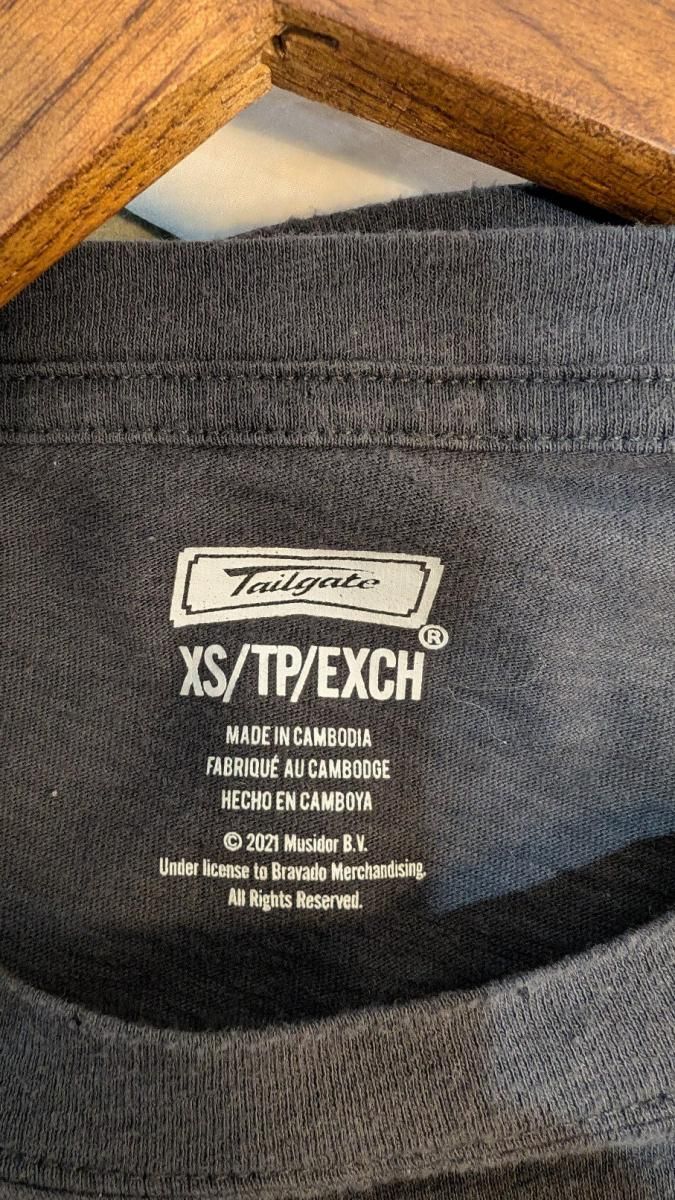 Tailgate
®
XS/TP/EXCH
MADE IN CAMBODIA
FABRIQUÉ AU CAMBODGE
HECHO EN CAMBOYA
© 2021 Musidor B.V.
Under license to Bravado Merchandising.
All Rights Reserved.